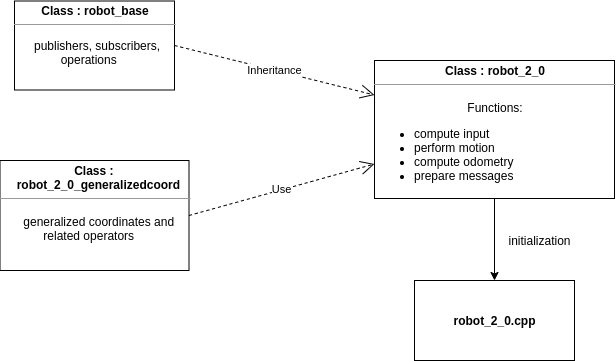 Class : robot_base
publishers, subscribers,
operations
Inheritance
Class : robot_2_0
Functions:
• compute input
• perform motion
• compute odometry
• prepare messages
Class :
robot_2_0_generalizedcoord
generalized coordinates and
related operators
Use
initialization
robot_2_0.cpp